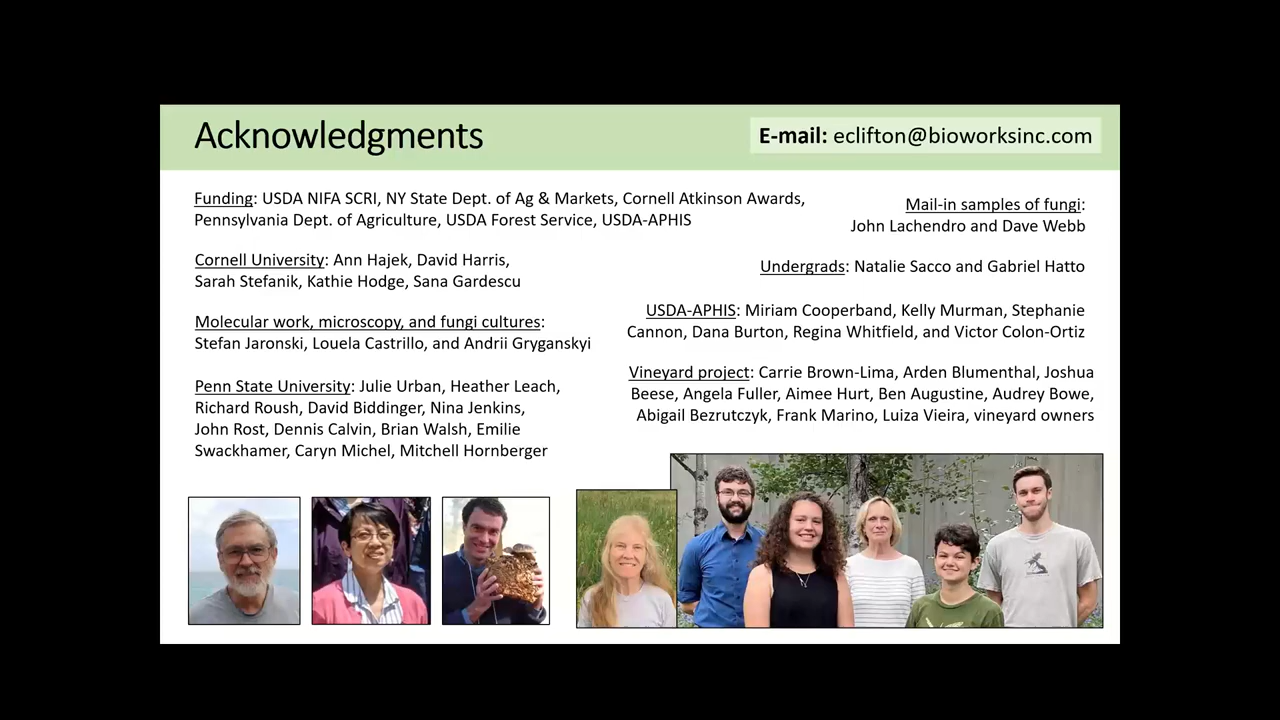 Acknowledgments
E-mail: eclifton@bioworksinc.com
Funding: USDA NIFA SCRI, NY State Dept. of Ag & Markets, Cornell Atkinson Awards,
Pennsylvania Dept. of Agriculture, USDA Forest Service, USDA-APHIS
Cornell University: Ann Hajek, David Harris,
Sarah Stefanik, Kathie Hodge, Sana Gardescu
Molecular work, microscopy, and fungi cultures:
Stefan Jaronski, Louela Castrillo, and Andrii Gryganskyi
Penn State University: Julie Urban, Heather Leach,
Richard Roush, David Biddinger, Nina Jenkins,
John Rost, Dennis Calvin, Brian Walsh, Emilie
Swackhamer, Caryn Michel, Mitchell Hornberger
Mail-in samples of fungi:
John Lachendro and Dave Webb
Undergrads: Natalie Sacco and Gabriel Hatto
USDA-APHIS: Miriam Cooperband, Kelly Murman, Stephanie
Cannon, Dana Burton, Regina Whitfield, and Victor Colon-Ortiz
Vineyard project: Carrie Brown-Lima, Arden Blumenthal, Joshua
Beese, Angela Fuller, Aimee Hurt, Ben Augustine, Audrey Bowe,
Abigail Bezrutczyk, Frank Marino, Luiza Vieira, vineyard owners